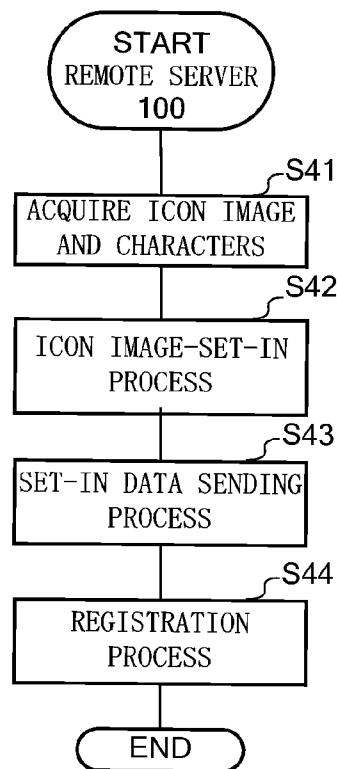 START
REMOTE SERVER
100
S41
ACQUIRE ICON IMAGE
AND CHARACTERS
S42
ICON IMAGE-SET-IN
PROCESS
S43
SET-IN DATA SENDING
PROCESS
S44
REGISTRATION
PROCESS
END